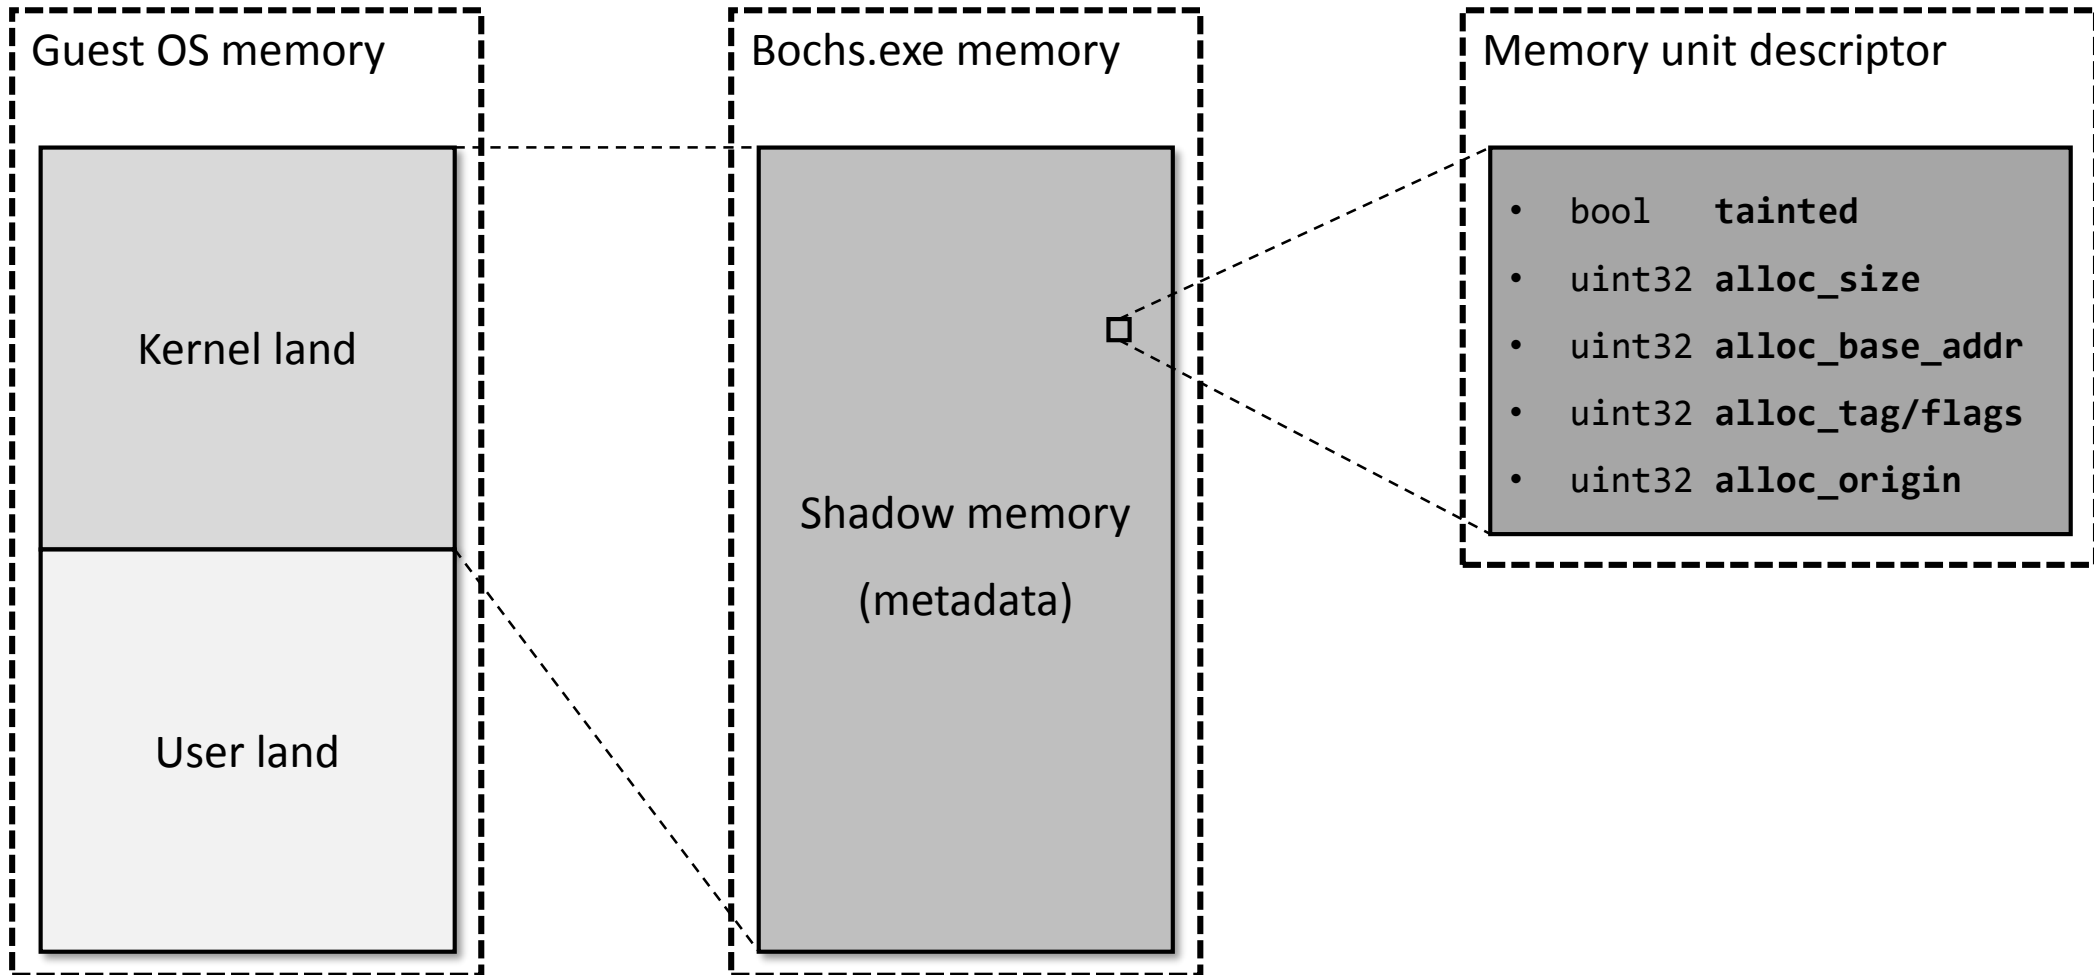 Guest OS memory
Kernel land
User land
Bochs.exe memory
Shadow memory
(metadata)
Memory unit descriptor
• bool tainted
• uint32 alloc_size
• uint32 alloc_base_addr
• uint32 alloc_tag/flags
• uint32 alloc_origin